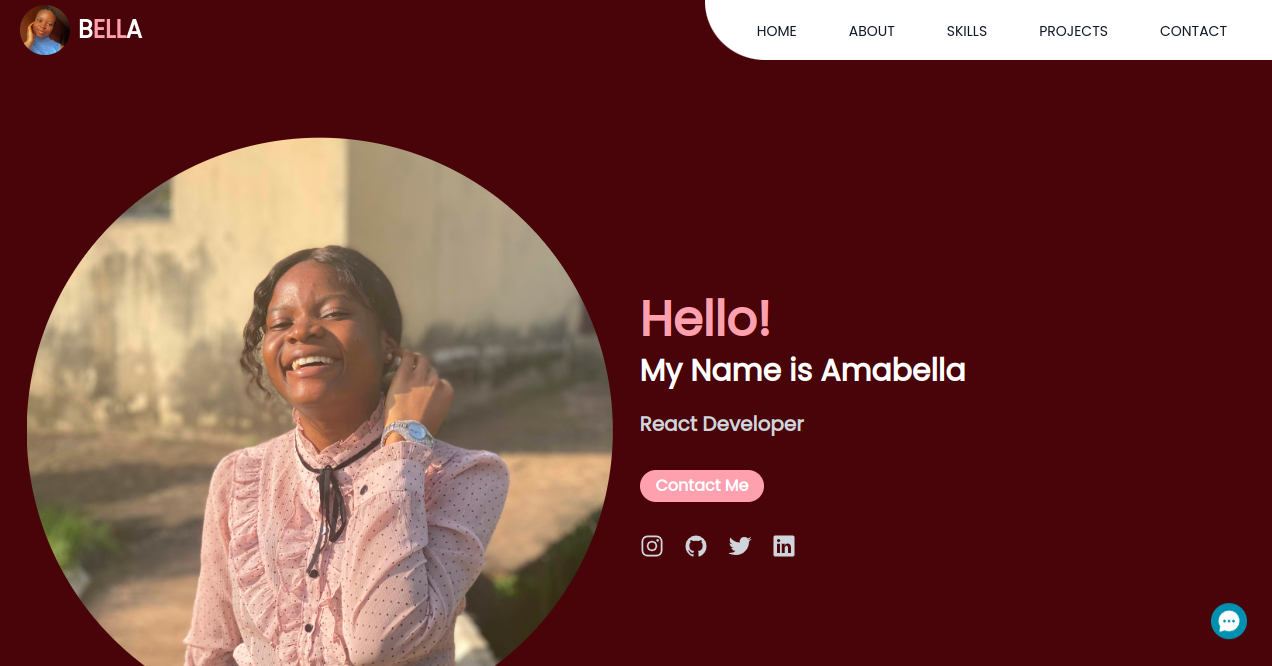 BELLA
HOME ABOUT SKILLS PROJECTS CONTACT
Hello!
My Name is Amabella
React Developer
Contact Me